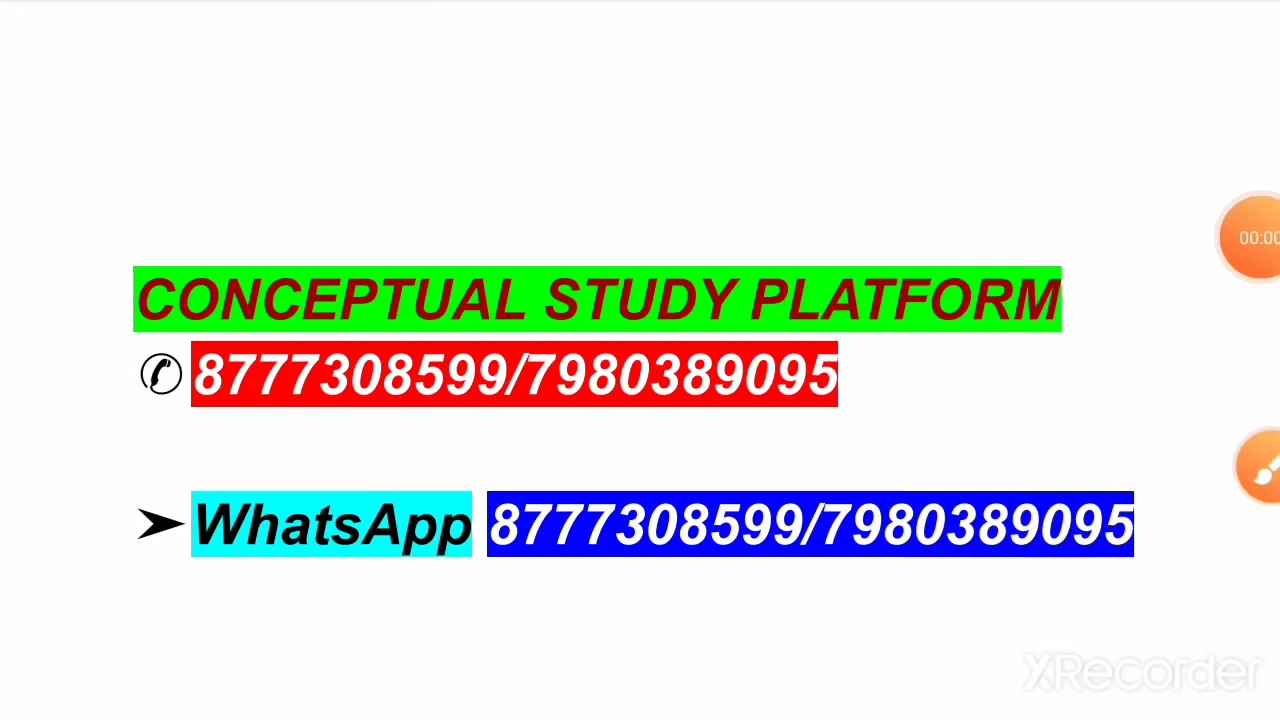 CONCEPTUAL STUDY PLATFORM
✆ 8777308599/7980389095
➤ WhatsApp 8777308599/7980389095
00:00
XRecorder